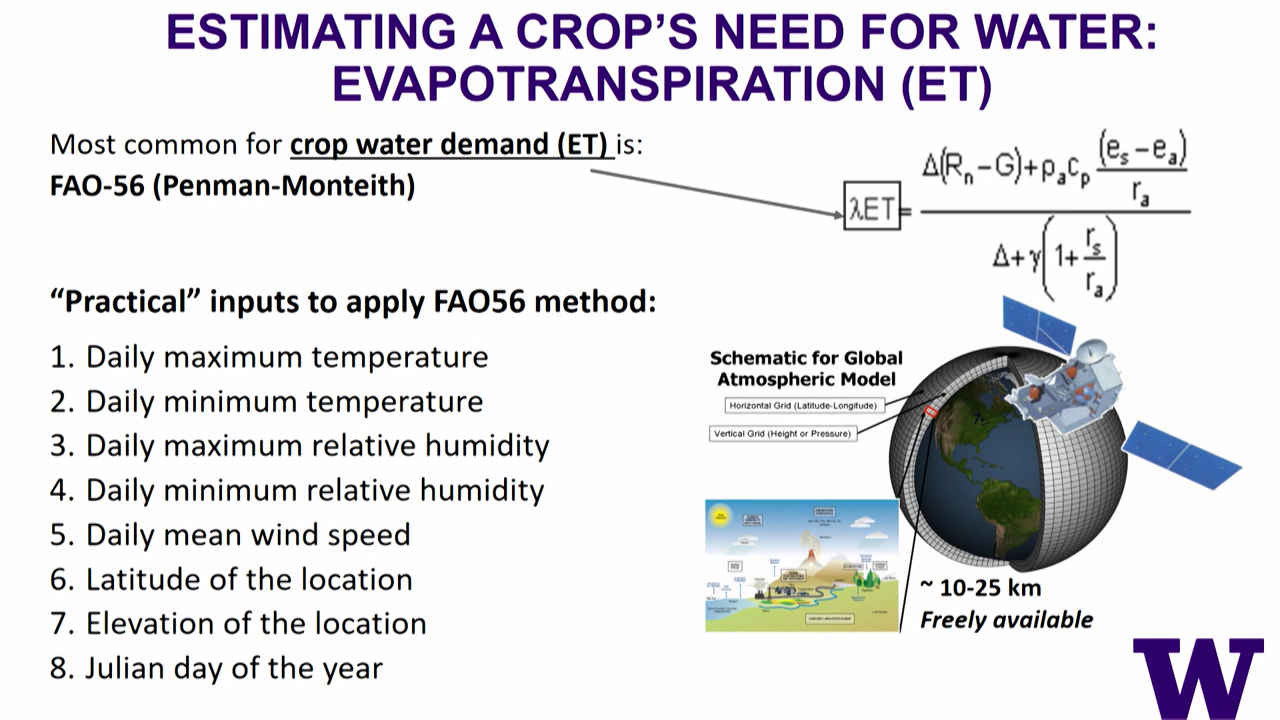 ESTIMATING A CROP'S NEED FOR WATER:
EVAPOTRANSPIRATION (ET)
Most common for crop water demand (ET) is:
FAO-56 (Penman-Monteith)
λET = (Δ(Rn−G)+ρacp (es−ea)/ra) / (Δ+γ(1+rs/ra))
“Practical” inputs to apply FAO56 method:
1. Daily maximum temperature
2. Daily minimum temperature
3. Daily maximum relative humidity
4. Daily minimum relative humidity
5. Daily mean wind speed
6. Latitude of the location
7. Elevation of the location
8. Julian day of the year
Schematic for Global
Atmospheric Model
Horizontal Grid (Latitude-Longitude)
Vertical Grid (Height or Pressure)
~ 10-25 km
Freely available
W